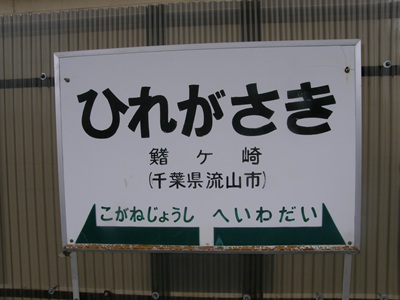 ひれがさき
鰭ヶ崎
(千葉県流山市)
こがねじょうし へいわだい